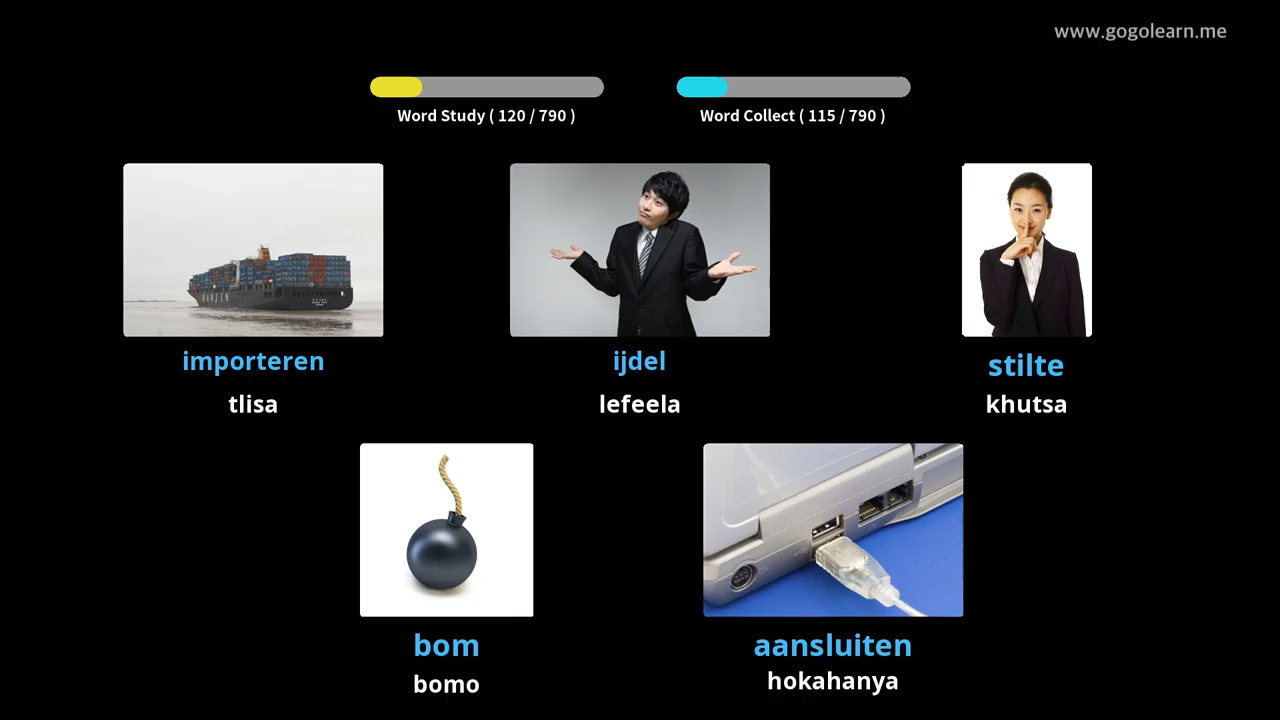 www.gogolearn.me
Word Study ( 120 / 790 )
Word Collect ( 115 / 790 )
importeren
ijdel
stilte
tlisa
lefeela
khutsa
bom
aansluiten
bomo
hokahanya